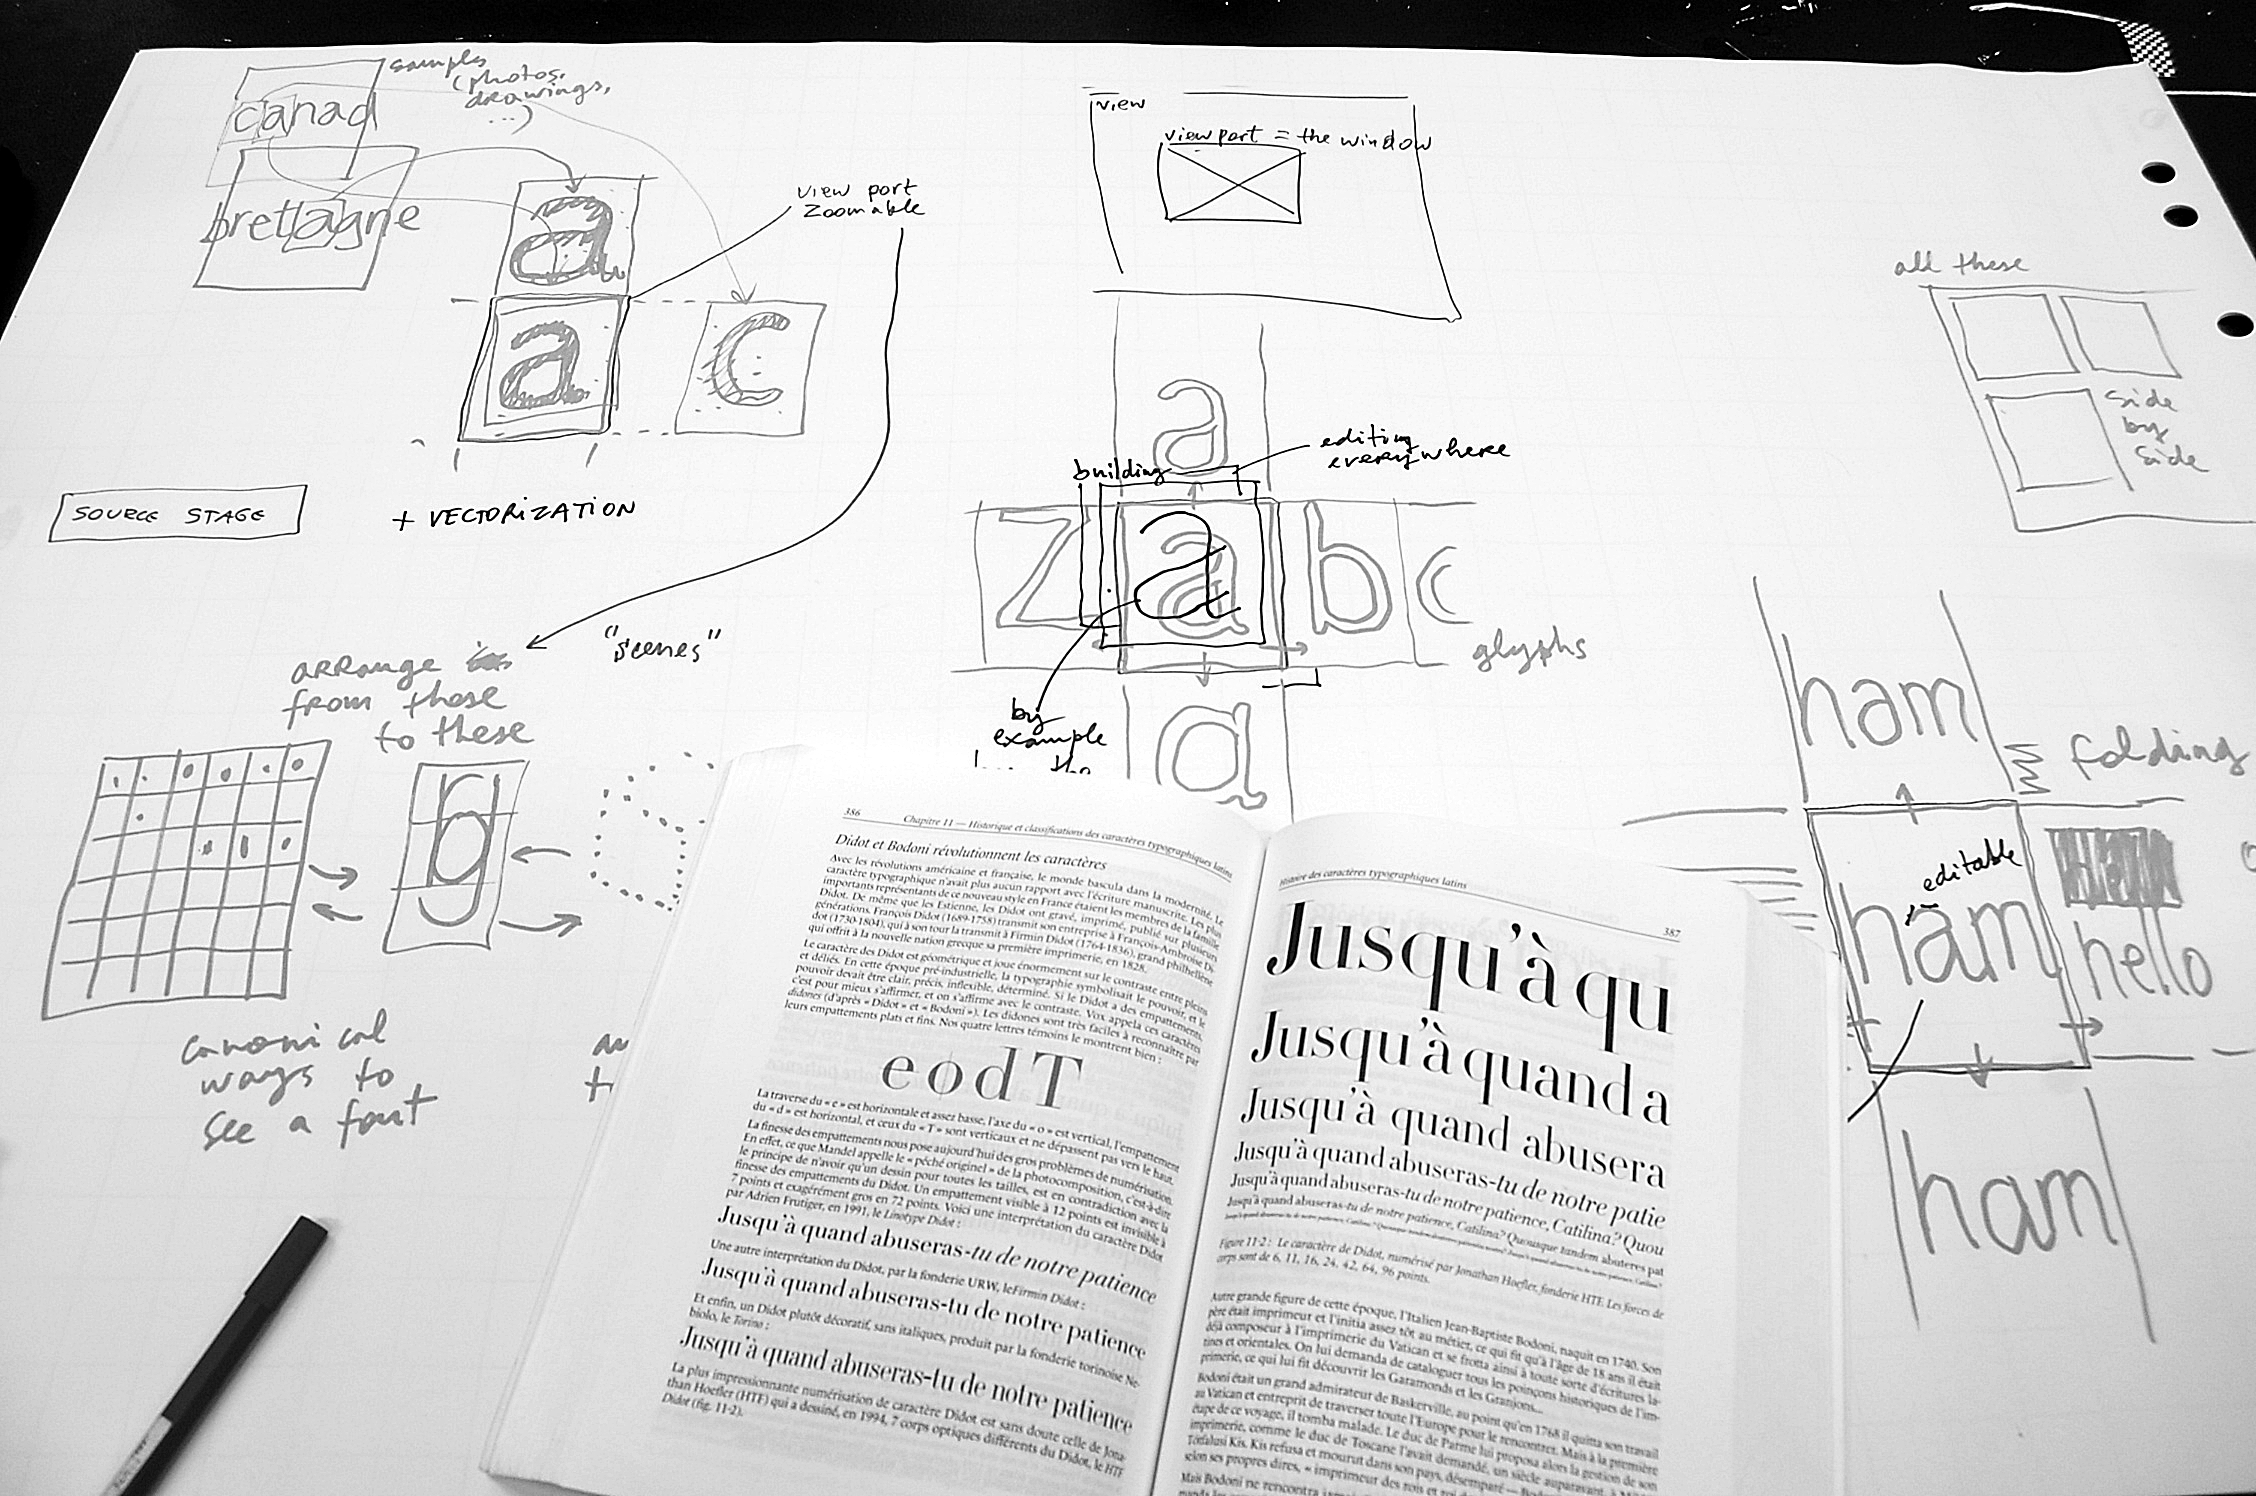 samples
(photos,
drawings,
...)
canad
bretagne
a
a
c
view port
zoomable
SOURCE STAGE
+ VECTORIZATION
view
view port = the window
all these
side
by
side
a
editing
everywhere
building
z
a
b
c
glyphs
a
by
example
"scenes"
arrange
from these
to these
g
canonical
ways to
see a font
ham
folding
editable
ham
hello
ham
386
Chapitre 11 — Historique et classifications des caractères typographiques latins
Didot et Bodoni révolutionnent les caractères
Avec les révolutions américaine et française, le monde bascula dans la modernité. Le
caractère typographique n'avait plus aucun rapport avec l'écriture manuscrite. Les plus
importants représentants de ce nouveau style en France étaient les membres de la famille
Didot. De même que les Estienne, les Didot ont gravé, imprimé, publié sur plusieurs
générations. François Didot (1689-1758) transmit son entreprise à François-Ambroise Di-
dot (1730-1804), qui à son tour la transmit à Firmin Didot (1764-1836), grand philhellène
qui offrit à la nouvelle nation grecque sa première imprimerie, en 1828.
Le caractère des Didot est géométrique et joue énormement sur le contraste entre pleins
et déliés. En cette époque pré-industrielle, la typographie symbolisait le pouvoir, et le
pouvoir devait être clair, précis, inflexible, déterminé. Si le Didot a des empattements,
c'est pour mieux s'affirmer, et on s'affirme avec le contraste. Vox appela ces caractères
didones (d'après « Didot » et « Bodoni »). Les didones sont très faciles à reconnaître par
leurs empattements plats et fins. Nos quatre lettres témoins le montrent bien :
e o d T
La traverse du « e » est horizontale et assez basse, l'axe du « o » est vertical, l'empattement
du « d » est horizontal, et ceux du « T » sont verticaux et ne dépassent pas vers le haut.
La finesse des empattements nous pose aujourd'hui des gros problèmes de numérisation.
En effet, ce que Mandel appelle le « péché originel » de la photocomposition, c'est-à-dire
le principe de n'avoir qu'un dessin pour toutes les tailles, est en contradiction avec la
finesse des empattements du Didot. Un empattement visible à 12 points est invisible à
7 points et exagérément gros en 72 points. Voici une interprétation du caractère Didot
par Adrien Frutiger, en 1991, le Linotype Didot :
Jusqu'à quand abuseras-tu de notre patience
Une autre interprétation du Didot, par la fonderie URW, le Firmin Didot :
Jusqu'à quand abuseras-tu de notre patience
Et enfin, un Didot plutôt décoratif, sans italiques, produit par la fonderie torinoise Ne-
biolo, le Torino :
Jusqu'à quand abuseras-tu de notre patience
La plus impressionnante numérisation de caractère Didot est sans doute celle de Jona-
than Hoefler (HTF) qui a dessiné, en 1994, 7 corps optiques différents du Didot, le HTF
Didot (fig. 11-2).
Histoire des caractères typographiques latins
387
Jusqu'à qu
Jusqu'à quand a
Jusqu'à quand abusera
Jusqu'à quand abuseras-tu de notre patie
Jusqu'à quand abuseras-tu de notre patience, Catilina? Quou
Jusqu'à quand abuseras-tu de notre patience, Catilina? Quousque tandem abuteres pat
Figure 11-2 : Le caractère de Didot, numérisé par Jonathan Hoefler, fonderie HTF. Les forces de
corps sont de 6, 11, 16, 24, 42, 64, 96 points.
Autre grande figure de cette époque, l'Italien Jean-Baptiste Bodoni, naquit en 1740. Son
père était imprimeur et l'initia assez tôt au métier, ce qui fit qu'à l'âge de 18 ans il était
déjà composeur à l'imprimerie du Vatican et se frotta ainsi à toute sorte d'écritures la-
tines et orientales. On lui demanda de cataloguer tous les poinçons historiques de l'im-
primerie, ce qui lui fit découvrir les Garamonds et les Granjons...
Bodoni était un grand admirateur de Baskerville, au point qu'en 1768 il quitta son travail
au Vatican et entreprit de traverser toute l'Europe pour le rencontrer. Mais à la première
étape de ce voyage, il tomba malade. Le duc de Parme lui proposa alors la gestion de son
imprimerie, comme le duc de Toscane l'avait demandé, un siècle auparavant, à
Tótfalusi Kis. Kis refusa et mourut dans son pays, désemparé —
selon ses propres dires, « imprimeur des rois et roi des
Mais Bodoni ne rencontra jamais